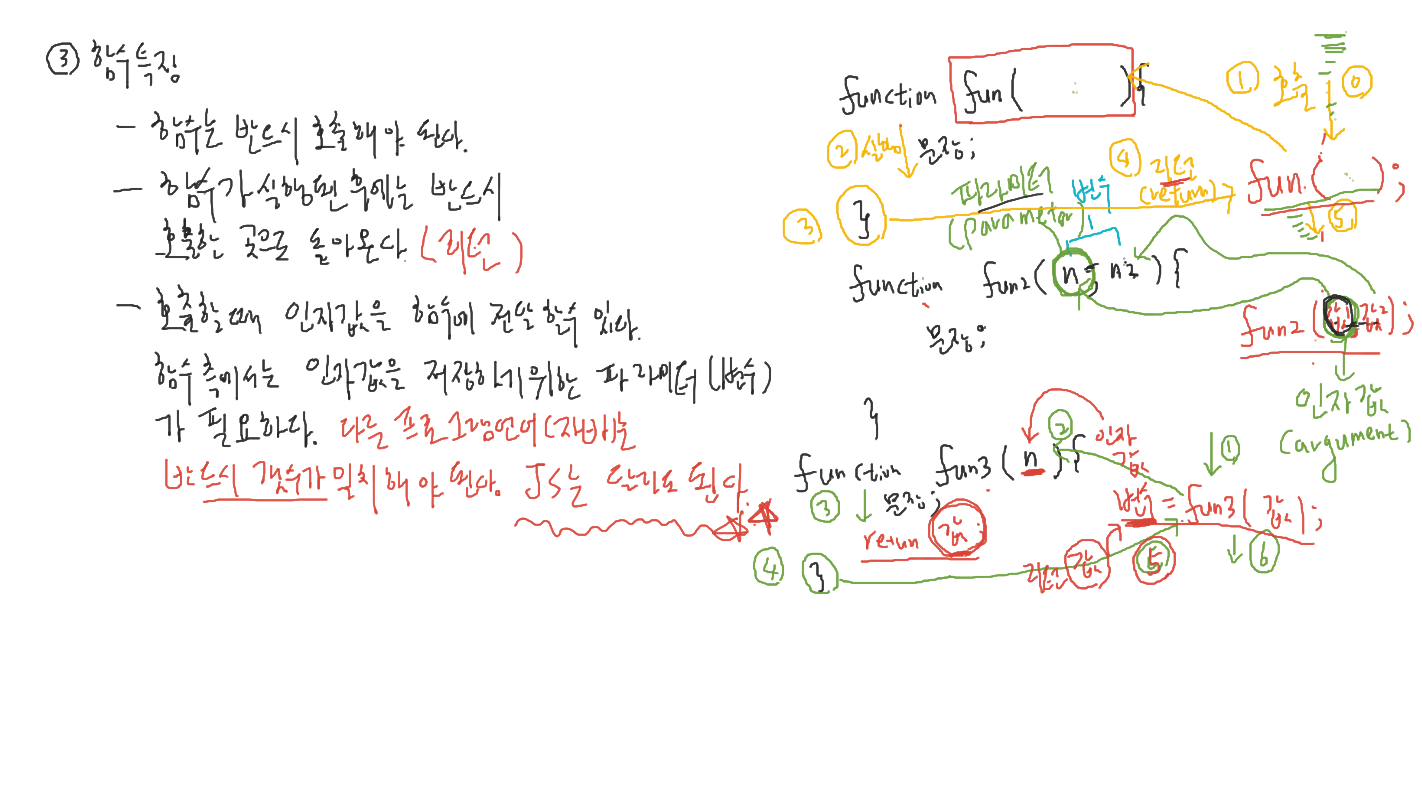 ③ 함수특징
- 함수는 반드시 호출해야 된다.
- 함수가 실행된 후에는 반드시
호출한 곳으로 돌아온다. (리턴)
- 호출할때 인자값을 함수에 전달할수 있다.
함수 측에서는 인자값을 저장하기위한 파라미터 (변수)
가 필요하다. 다른 프로그램언어(자바)는
반드시 갯수가 일치해야 된다. JS는 달라도 된다.
function fun( ) {
② 실행 문장;
③ }
① 호출 ⓪
④ 리턴
(return)
fun( );
⑤
파라미터
(parameter)
변수
function fun2( n, n2 ) {
문장;
}
fun2( 값1, 값2 );
인자값
(argument)
function fun3( n ) {
② 인자
값
③ 문장;
return 값
④ }
①
변수 = fun3( 값 );
리턴 값 ⑤
⑥